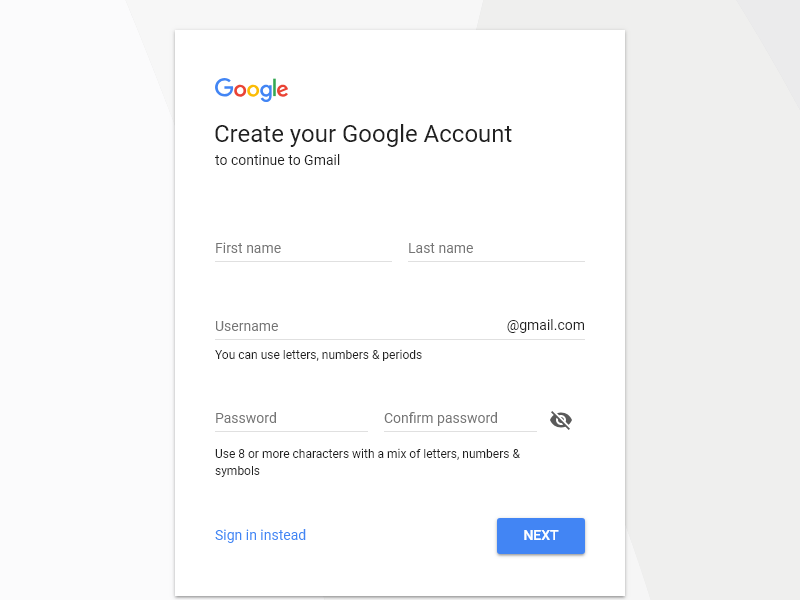 Google
Create your Google Account
to continue to Gmail
First name Last name
Username @gmail.com
You can use letters, numbers & periods
Password Confirm password
Use 8 or more characters with a mix of letters, numbers &
symbols
Sign in instead NEXT